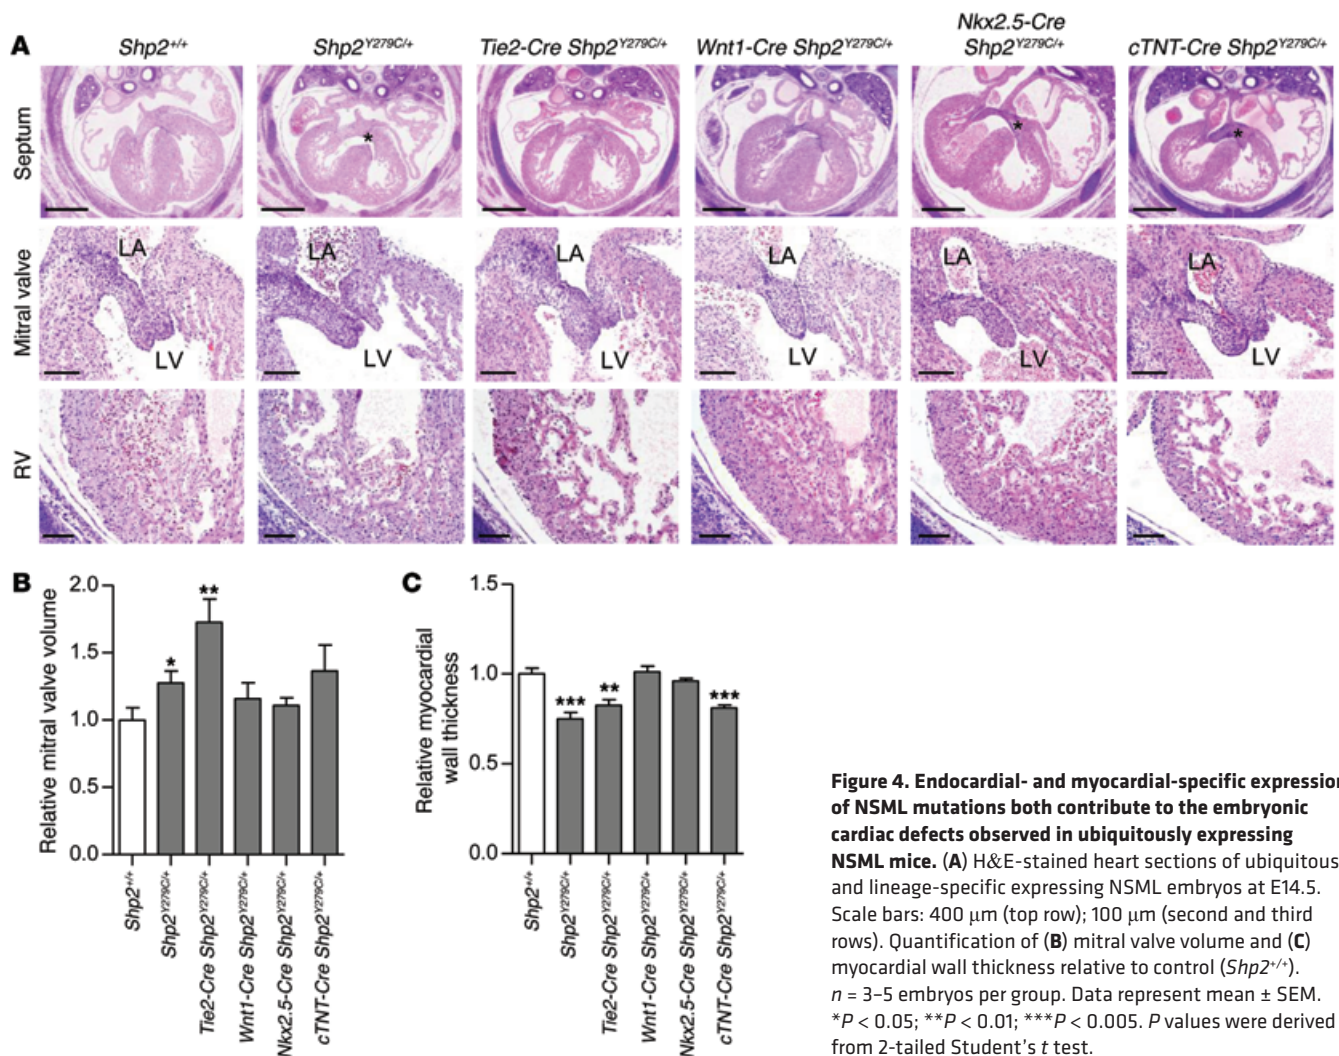 A
Shp2+/+
Shp2Y279C/+
Tie2-Cre Shp2Y279C/+
Wnt1-Cre Shp2Y279C/+
Nkx2.5-Cre
Shp2Y279C/+
cTNT-Cre Shp2Y279C/+
Septum
*
*
*
Mitral valve
LA
LV
LA
LV
LA
LV
LA
LV
LA
LV
LA
LV
RV
B
Relative mitral valve volume
2.0
1.5
1.0
0.5
0.0
*
**
Shp2+/+
Shp2Y279C/+
Tie2-Cre Shp2Y279C/+
Wnt1-Cre Shp2Y279C/+
Nkx2.5-Cre Shp2Y279C/+
cTNT-Cre Shp2Y279C/+
C
Relative myocardial
wall thickness
1.5
1.0
0.5
0.0
***
**
***
Shp2+/+
Shp2Y279C/+
Tie2-Cre Shp2Y279C/+
Wnt1-Cre Shp2Y279C/+
Nkx2.5-Cre Shp2Y279C/+
cTNT-Cre Shp2Y279C/+
Figure 4. Endocardial- and myocardial-specific expression
of NSML mutations both contribute to the embryonic
cardiac defects observed in ubiquitously expressing
NSML mice. (A) H&E-stained heart sections of ubiquitous
and lineage-specific expressing NSML embryos at E14.5.
Scale bars: 400 μm (top row); 100 μm (second and third
rows). Quantification of (B) mitral valve volume and (C)
myocardial wall thickness relative to control (Shp2+/+).
n = 3–5 embryos per group. Data represent mean ± SEM.
*P < 0.05; **P < 0.01; ***P < 0.005. P values were derived
from 2-tailed Student's t test.